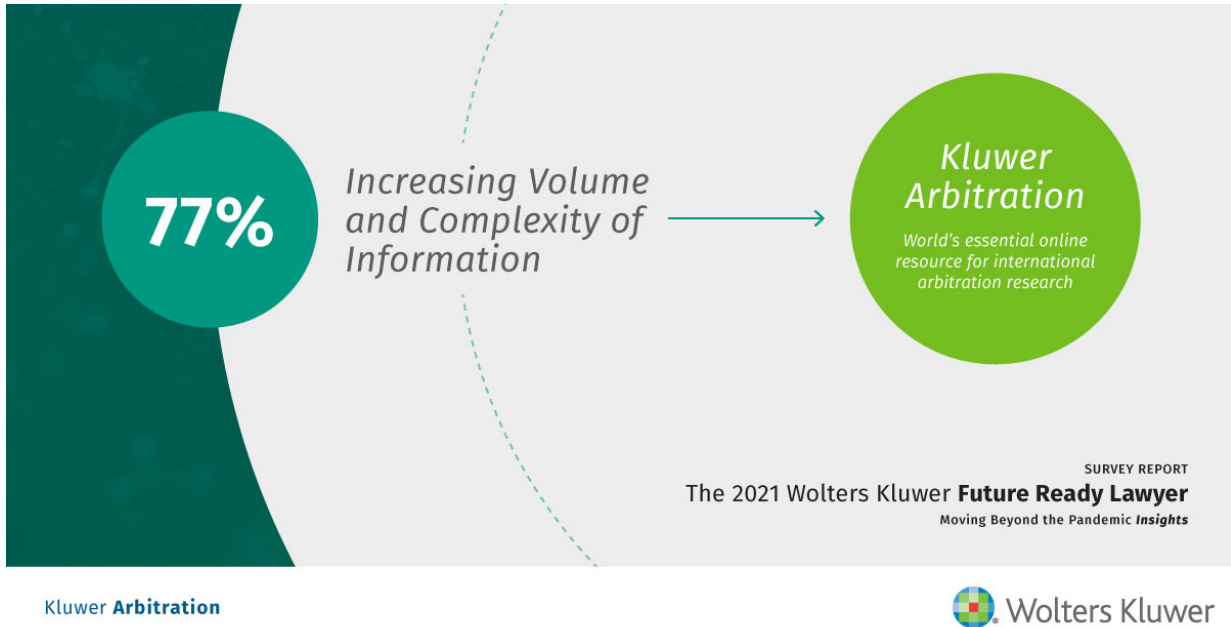 77%
Increasing Volume
and Complexity of
Information
Kluwer
Arbitration
World's essential online
resource for international
arbitration research
SURVEY REPORT
The 2021 Wolters Kluwer Future Ready Lawyer
Moving Beyond the Pandemic Insights
Kluwer Arbitration
Wolters Kluwer